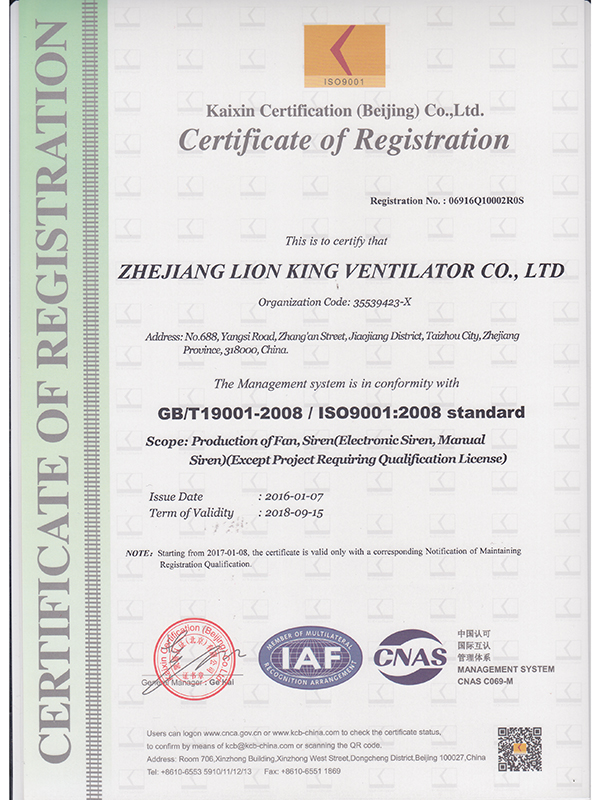 CERTIFICATE OF REGISTRATION
ISO9001
Kaixin Certification (Beijing) Co.,Ltd.
Certificate of Registration
Registration No. : 06916Q10002R0S
This is to certify that
ZHEJIANG LION KING VENTILATOR CO., LTD
Organization Code: 35539423-X
Address: No.688, Yangsi Road, Zhang'an Street, Jiaojiang District, Taizhou City, Zhejiang
Province, 318000, China.
The Management system is in conformity with
GB/T19001-2008 / ISO9001:2008 standard
Scope: Production of Fan, Siren(Electronic Siren, Manual
Siren)(Except Project Requiring Qualification License)
Issue Date : 2016-01-07
Term of Validity : 2018-09-15
NOTE: Starting from 2017-01-08, the certificate is valid only with a corresponding Notification of Maintaining
Registration Qualification.
Kaixin Certification (Beijing) Co.,Ltd
General Manager : Ge Kai
MEMBER OF MULTILATERAL
IAF
RECOGNITION ARRANGEMENT
CNAS
中国认可
国际互认
管理体系
MANAGEMENT SYSTEM
CNAS C069-M
Users can logon www.cnca.gov.cn or www.kcb-china.com to check the certificate status,
to confirm by means of kcb@kcb-china.com or scanning the QR code.
Address: Room 706,Xinzhong Building,Xinzhong West Street,Dongcheng District,Beijing 100027,China
Tel: +8610-6553 5910/11/12/13 Fax: +8610-6551 1869